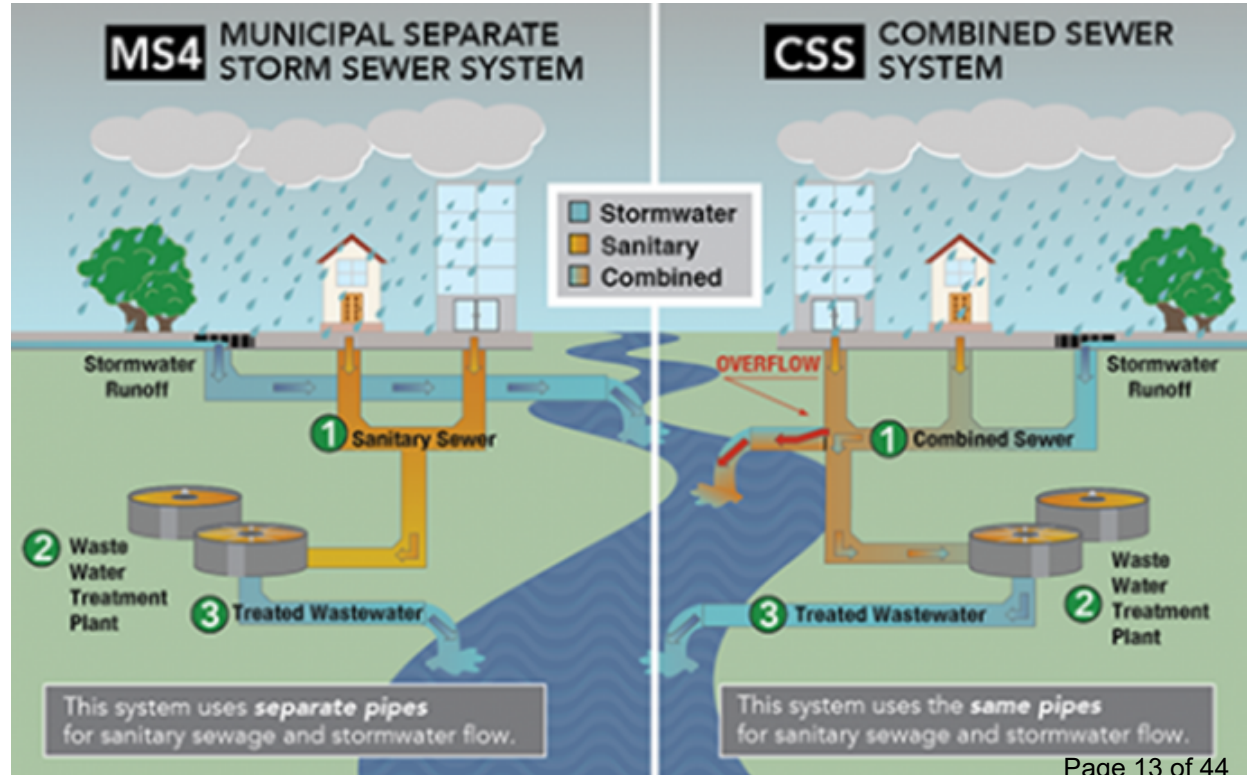 MS4 MUNICIPAL SEPARATE
STORM SEWER SYSTEM
Stormwater
Runoff
1 Sanitary Sewer
2 Waste
Water
Treatment
Plant
3 Treated Wastewater
This system uses separate pipes
for sanitary sewage and stormwater flow.
Stormwater
Sanitary
Combined
CSS COMBINED SEWER
SYSTEM
OVERFLOW
Stormwater
Runoff
1 Combined Sewer
Waste
Water
2 Treatment
Plant
3 Treated Wastewater
This system uses the same pipes
for sanitary sewage and stormwater flow.
Page 13 of 44